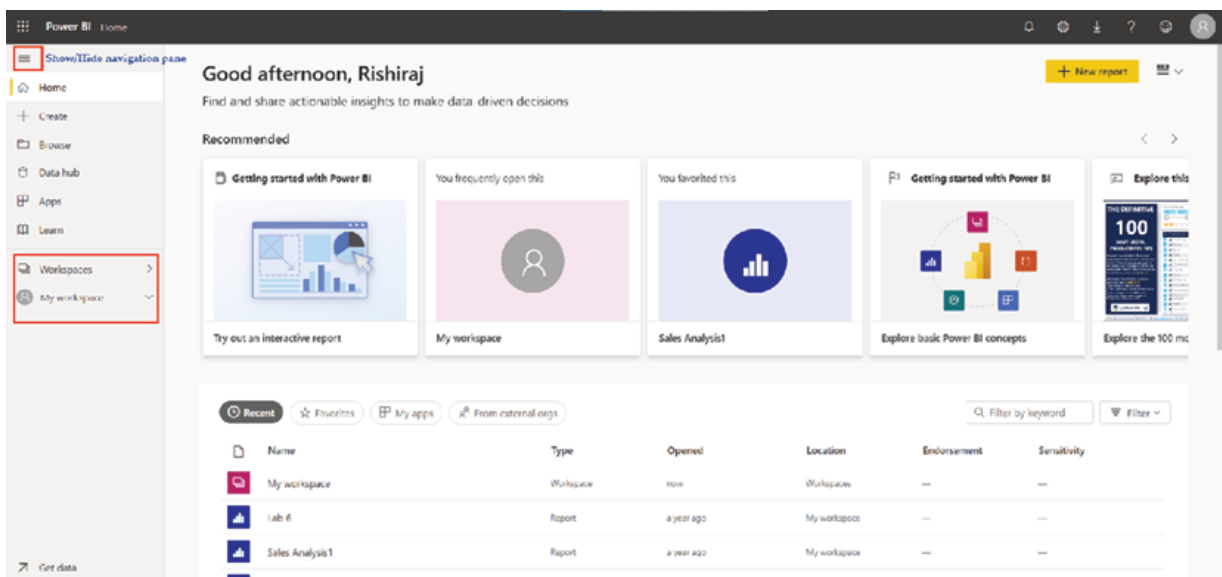 Power BI Home
Show/Hide navigation pane
Home
Create
Browse
Data hub
Apps
Learn
Workspaces
My workspace
Get data
Good afternoon, Rishiraj
New report
Find and share actionable insights to make data-driven decisions
Recommended
Getting started with Power BI
Try out an interactive report
You frequently open this
My workspace
You favorited this
Sales Analysis1
Getting started with Power BI
Explore basic Power BI concepts
Explore this
THE DEFINITIVE
100
Explore the 100 mo
Recent Favorites My apps From external orgs Filter by keyword Filter
Name Type Opened Location Endorsement Sensitivity
My workspace Workspace now Workspaces — —
Lab 6 Report a year ago My workspace — —
Sales Analysis1 Report a year ago My workspace — —